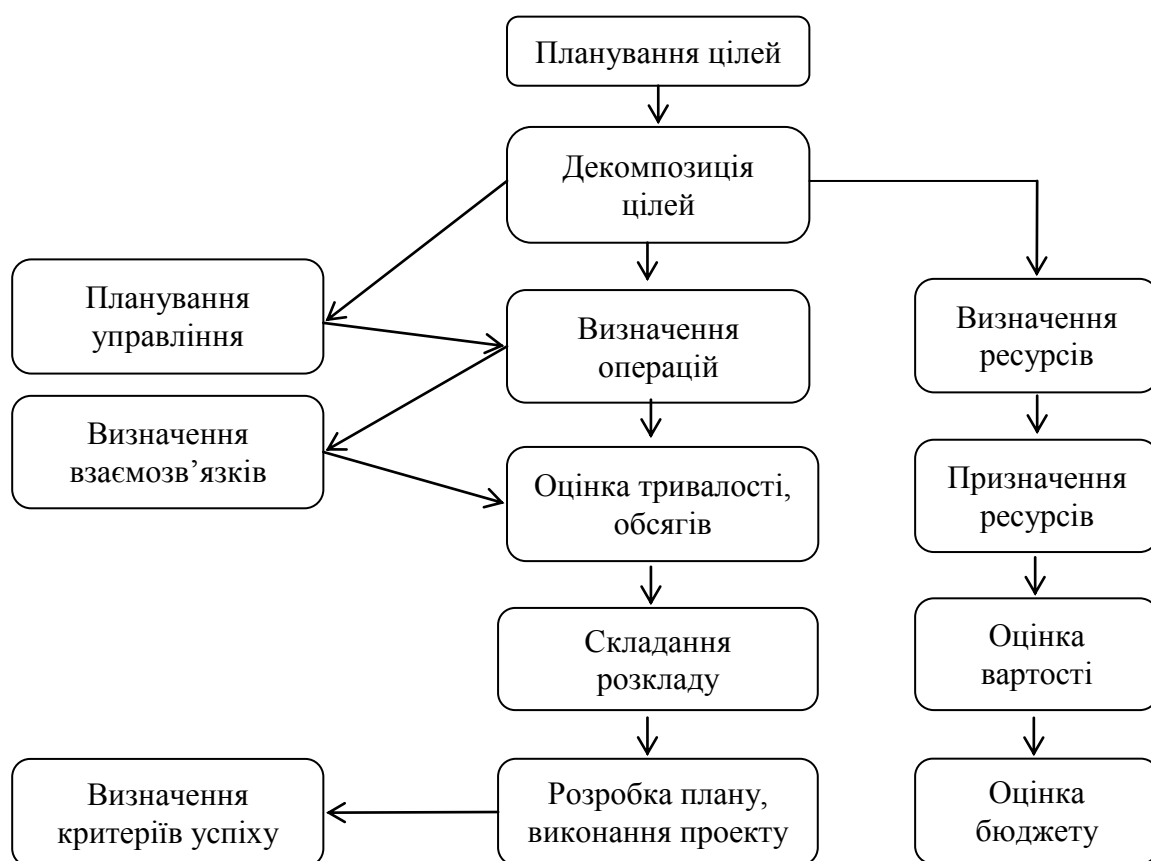 Планування цілей
Декомпозиція
цілей
Планування
управління
Визначення
операцій
Визначення
ресурсів
Визначення
взаємозв’язків
Оцінка тривалості,
обсягів
Призначення
ресурсів
Складання
розкладу
Оцінка
вартості
Визначення
критеріїв успіху
Розробка плану,
виконання проекту
Оцінка
бюджету